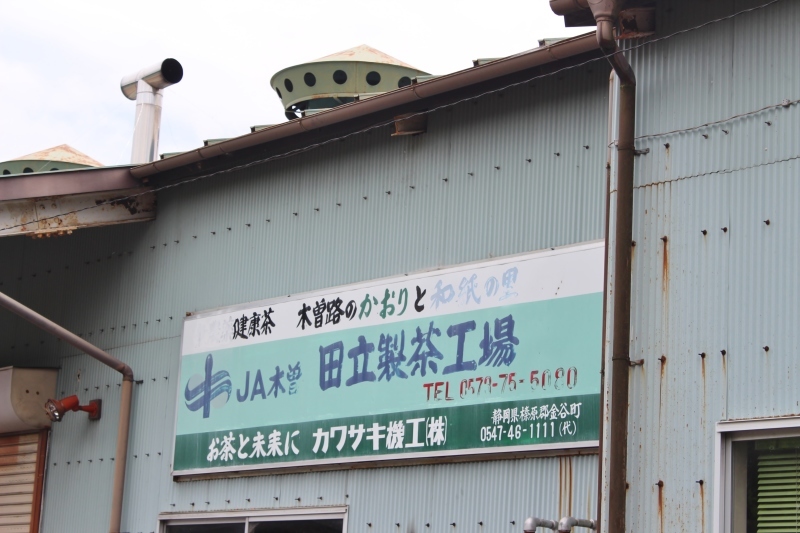 健康茶 木曽路のかおりと和紙の里
JA木曽 田立製茶工場
TEL 0573-75-5080
お茶と未来に カワサキ機工(株) 静岡県榛原郡金谷町
0547-46-1111(代)